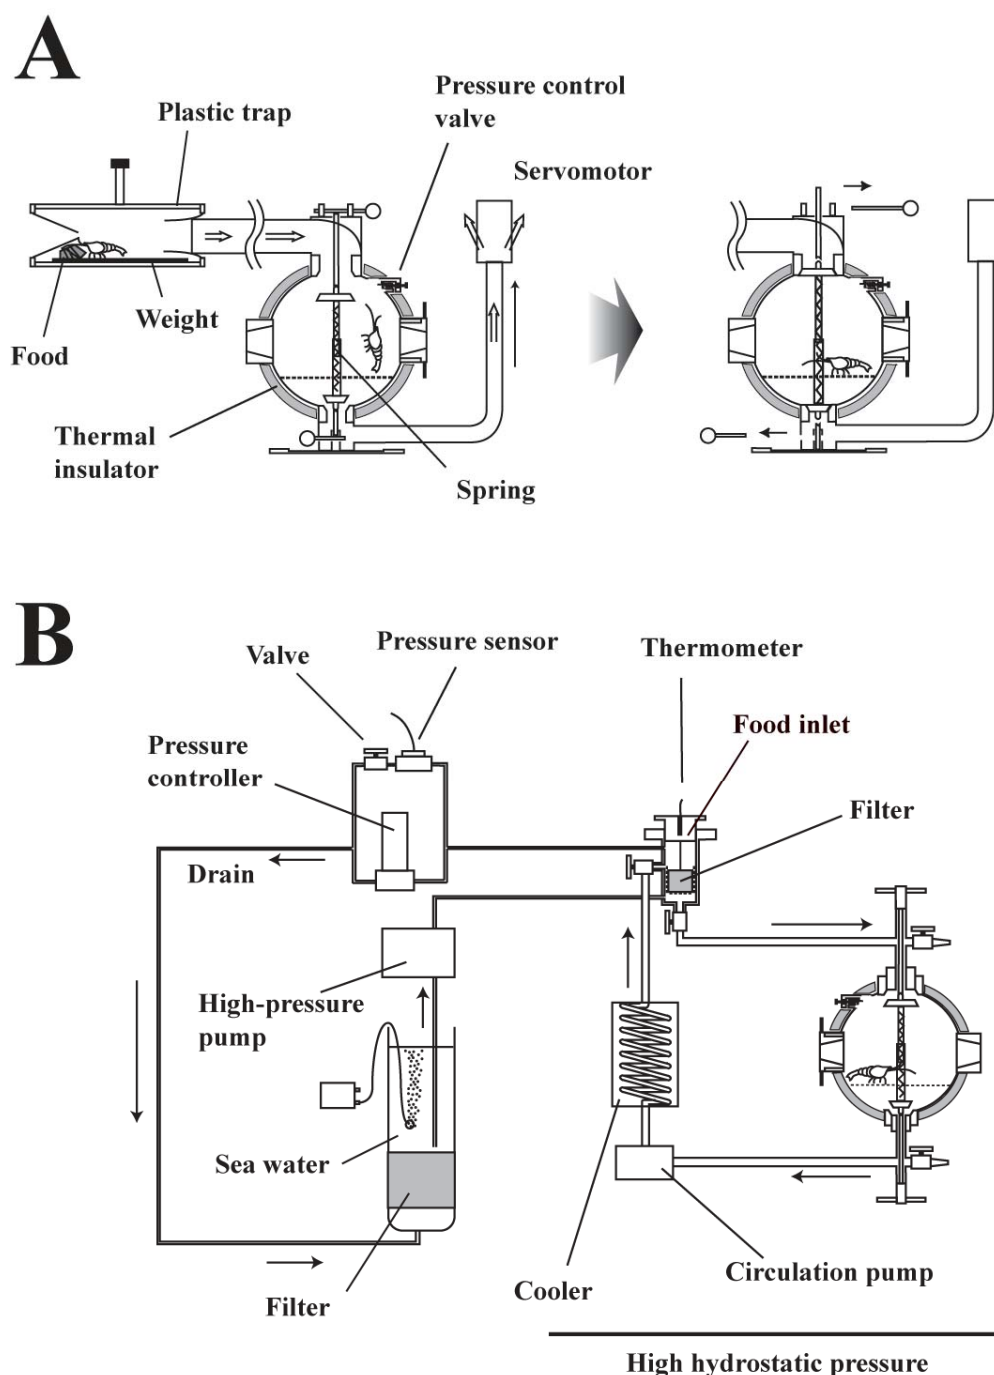 A
Pressure control
valve
Plastic trap
Servomotor
Weight
Food
Thermal
insulator
Spring
B
Valve
Pressure sensor
Thermometer
Food inlet
Pressure
controller
Filter
Drain
High-pressure
pump
Sea water
Circulation pump
Cooler
Filter
High hydrostatic pressure